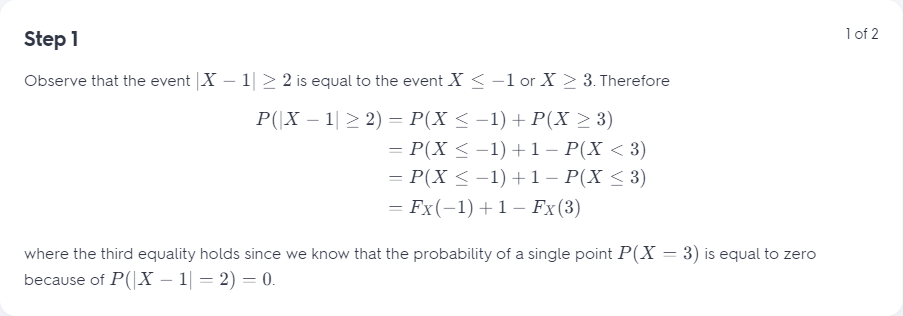 Step 1
1 of 2
Observe that the event |X − 1| ≥ 2 is equal to the event X ≤ −1 or X ≥ 3. Therefore
P(|X − 1| ≥ 2) = P(X ≤ −1) + P(X ≥ 3)
= P(X ≤ −1) + 1 − P(X < 3)
= P(X ≤ −1) + 1 − P(X ≤ 3)
= F_X(−1) + 1 − F_X(3)
where the third equality holds since we know that the probability of a single point P(X = 3) is equal to zero
because of P(|X − 1| = 2) = 0.